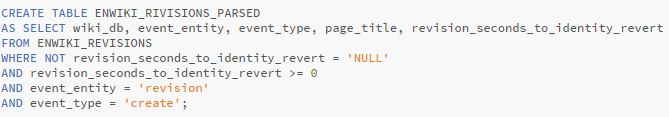 CREATE TABLE ENWIKI_RIVISIONS_PARSED
AS SELECT wiki_db, event_entity, event_type, page_title, revision_seconds_to_identity_revert
FROM ENWIKI_REVISIONS
WHERE NOT revision_seconds_to_identity_revert = 'NULL'
AND revision_seconds_to_identity_revert >= 0
AND event_entity = 'revision'
AND event_type = 'create';